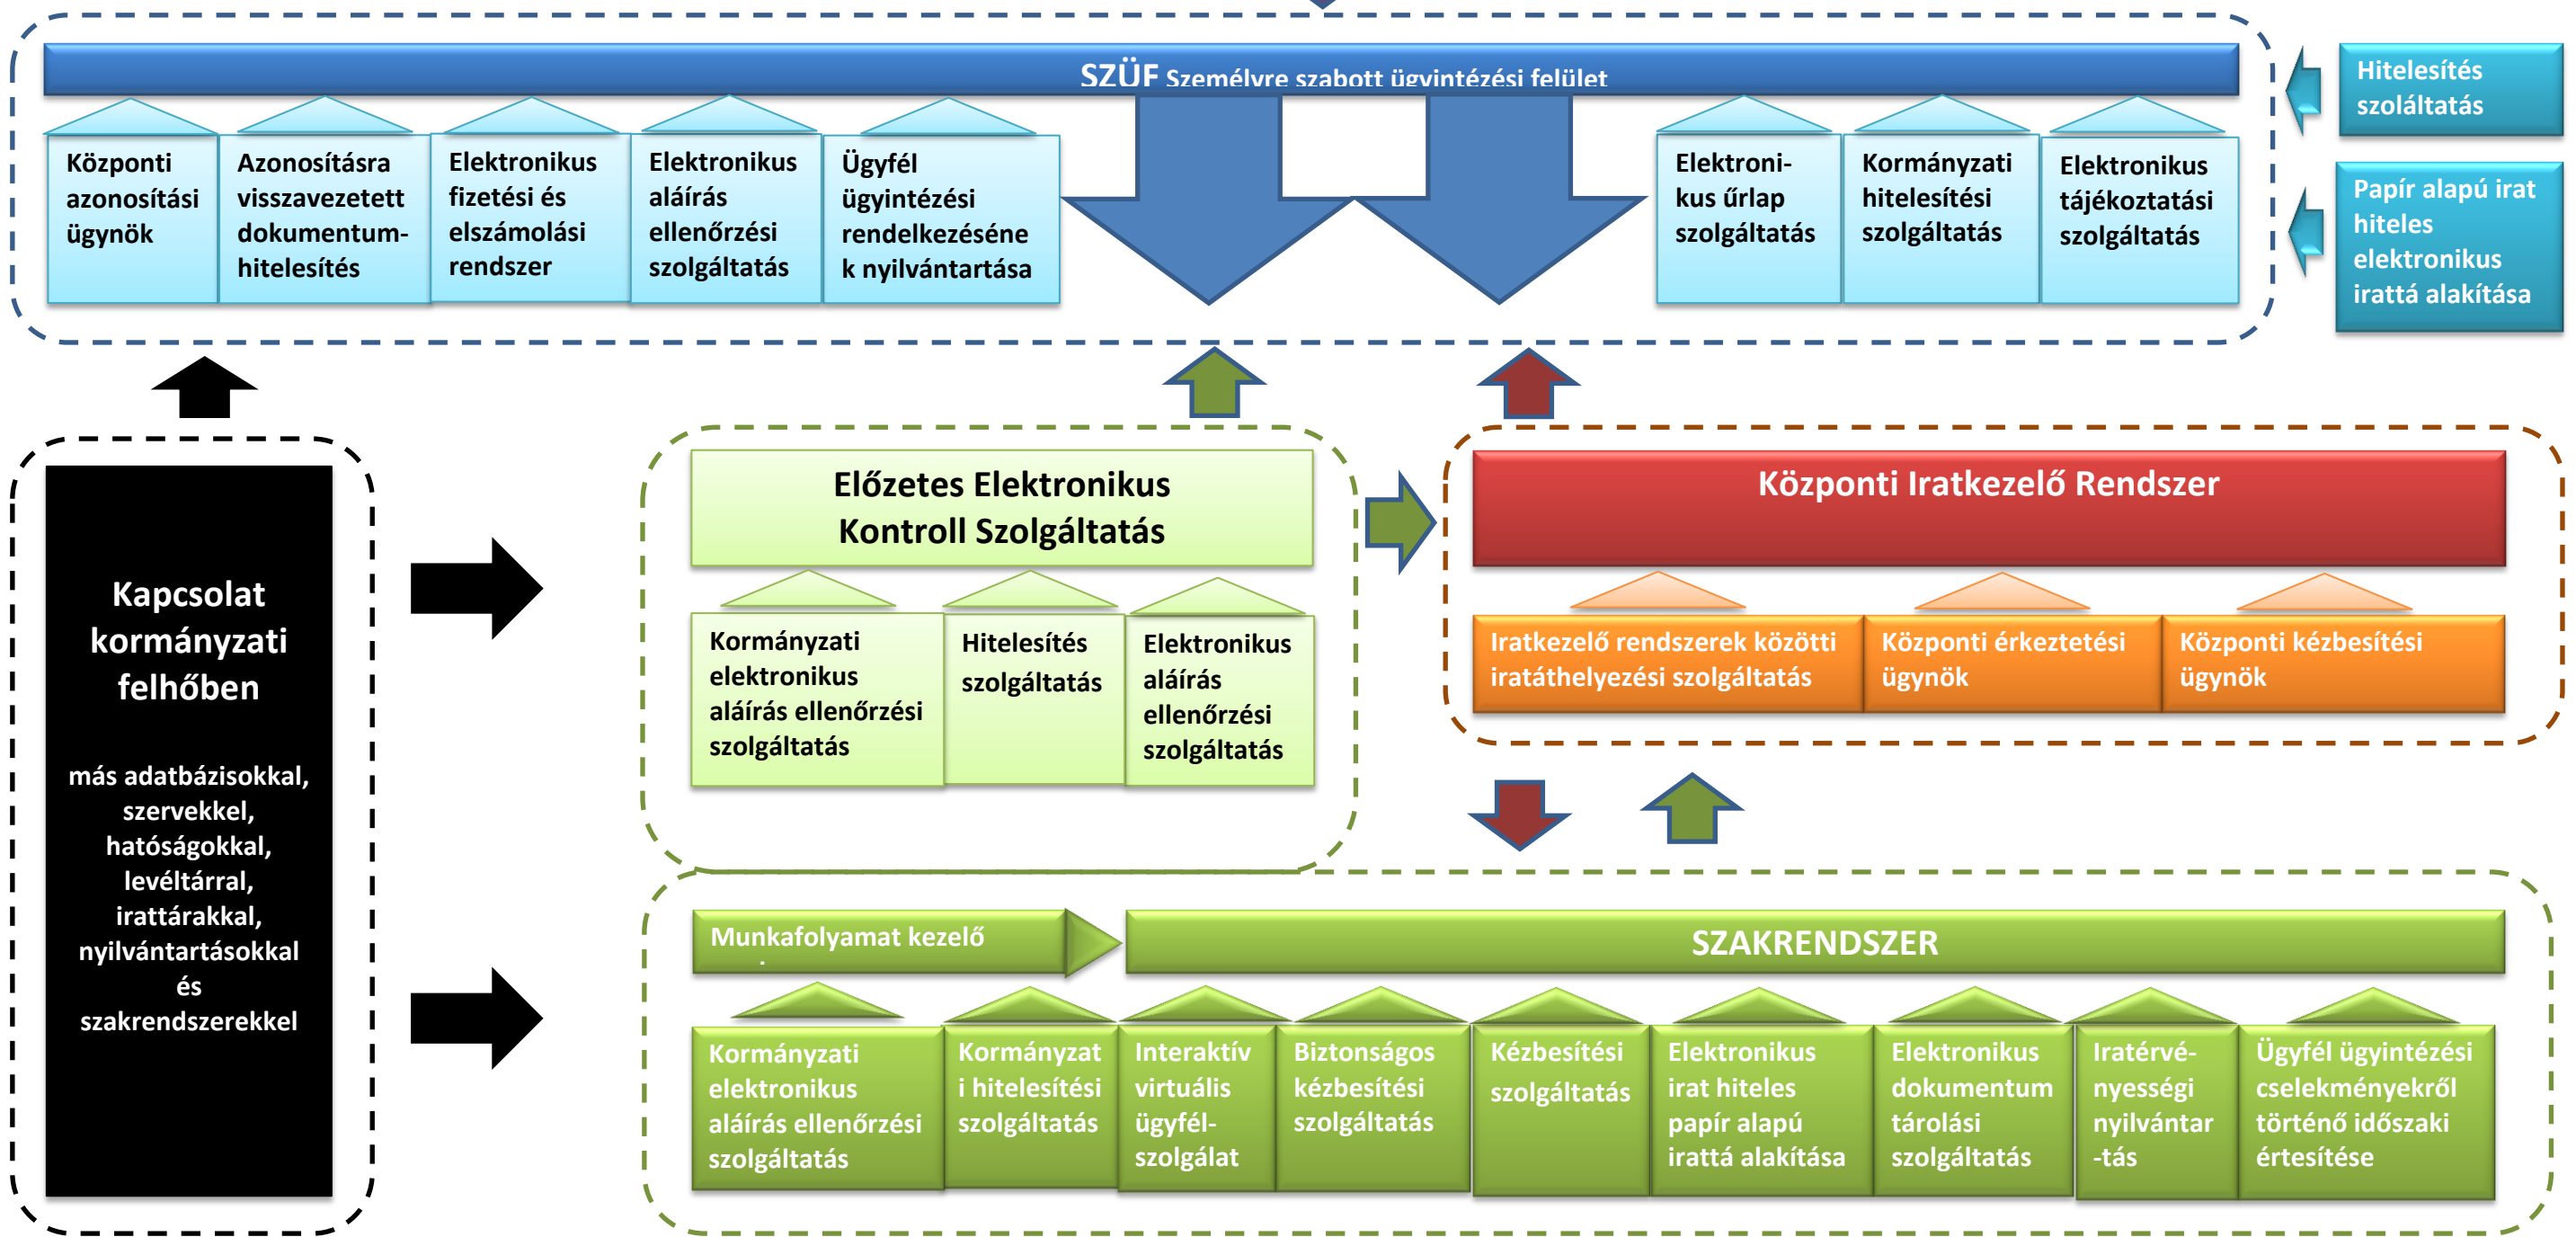 SZÜF Személyre szabott ügyintézési felület
Központi
azonosítási
ügynök
Azonosításra
visszavezetett
dokumentum-
hitelesítés
Elektronikus
fizetési és
elszámolási
rendszer
Elektronikus
aláírás
ellenőrzési
szolgáltatás
Ügyfél
ügyintézési
rendelkezéséne
k nyilvántartása
Elektroni-
kus űrlap
szolgáltatás
Kormányzati
hitelesítési
szolgáltatás
Elektronikus
tájékoztatási
szolgáltatás
Hitelesítés
szoláltatás
Papír alapú irat
hiteles
elektronikus
irattá alakítása
Kapcsolat
kormányzati
felhőben
más adatbázisokkal,
szervekkel,
hatóságokkal,
levéltárral,
irattárakkal,
nyilvántartásokkal
és
szakrendszerekkel
Előzetes Elektronikus
Kontroll Szolgáltatás
Kormányzati
elektronikus
aláírás ellenőrzési
szolgáltatás
Hitelesítés
szolgáltatás
Elektronikus
aláírás
ellenőrzési
szolgáltatás
Központi Iratkezelő Rendszer
Iratkezelő rendszerek közötti
iratáthelyezési szolgáltatás
Központi érkeztetési
ügynök
Központi kézbesítési
ügynök
Munkafolyamat kezelő
SZAKRENDSZER
Kormányzati
elektronikus
aláírás ellenőrzési
szolgáltatás
Kormányzat
i hitelesítési
szolgáltatás
Interaktív
virtuális
ügyfél-
szolgálat
Biztonságos
kézbesítési
szolgáltatás
Kézbesítési
szolgáltatás
Elektronikus
irat hiteles
papír alapú
irattá alakítása
Elektronikus
dokumentum
tárolási
szolgáltatás
Iratérvé-
nyességi
nyilvántar
-tás
Ügyfél ügyintézési
cselekményekről
történő időszaki
értesítése